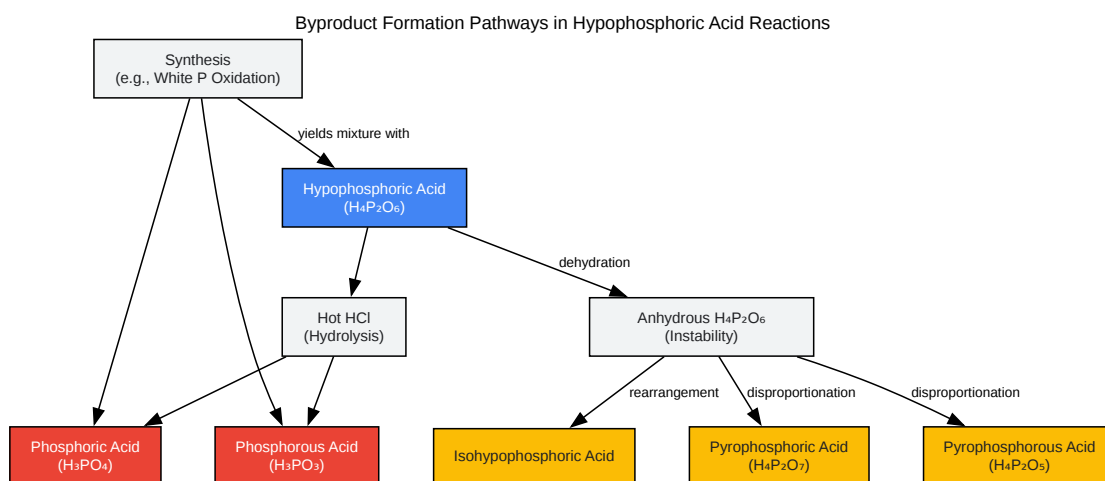 Byproduct Formation Pathways in Hypophosphoric Acid Reactions
Synthesis
(e.g., White P Oxidation)
yields mixture with
Hypophosphoric Acid
(H₄P₂O₆)
dehydration
Hot HCl
(Hydrolysis)
Anhydrous H₄P₂O₆
(Instability)
rearrangement
disproportionation
disproportionation
Phosphoric Acid
(H₃PO₄)
Phosphorous Acid
(H₃PO₃)
Isohypophosphoric Acid
Pyrophosphoric Acid
(H₄P₂O₇)
Pyrophosphorous Acid
(H₄P₂O₅)